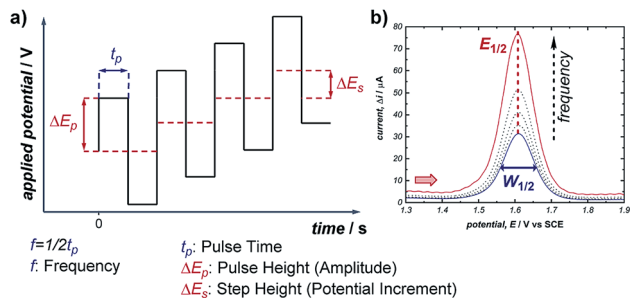 a)
applied potential / V
t_p
ΔE_p
ΔE_s
0
time / s
f=1/2t_p
f: Frequency
t_p: Pulse Time
ΔE_p: Pulse Height (Amplitude)
ΔE_s: Step Height (Potential Increment)
b)
current, Δi / μA
80
70
60
50
40
30
20
10
0
E_1/2
frequency
W_1/2
1.3 1.4 1.5 1.6 1.7 1.8 1.9
potential, E / V vs SCE